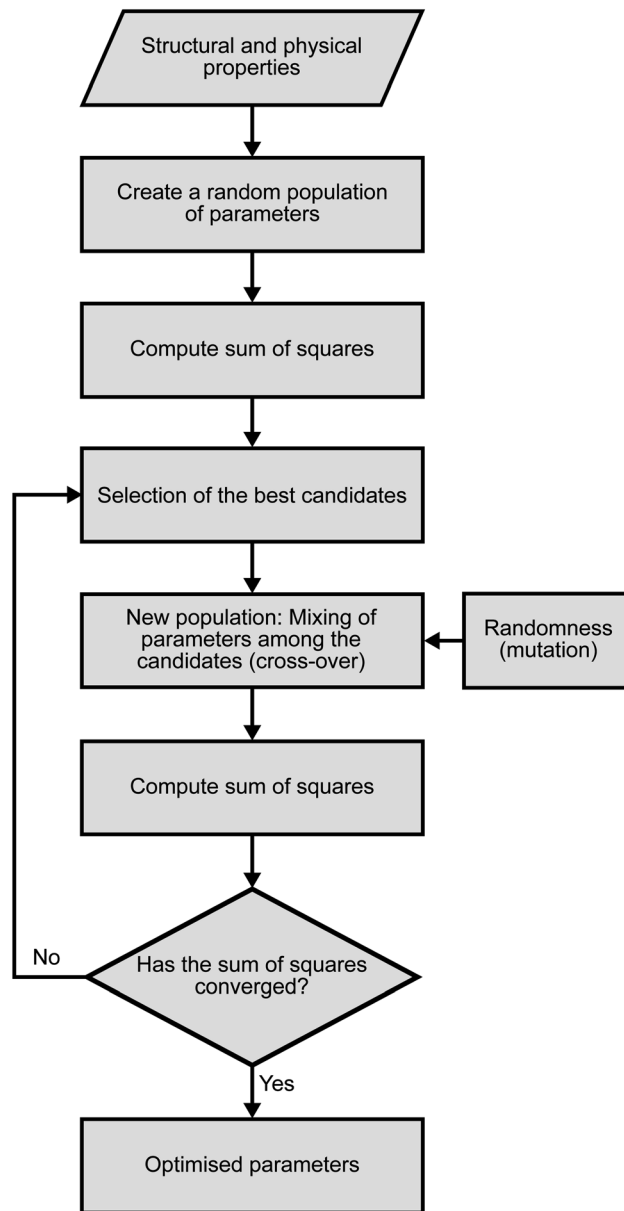 Structural and physical
properties
Create a random population
of parameters
Compute sum of squares
Selection of the best candidates
New population: Mixing of
parameters among the
candidates (cross-over)
Randomness
(mutation)
Compute sum of squares
Has the sum of squares
converged?
No
Yes
Optimised parameters